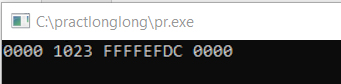 C:\practlonglong\pr.exe
0000 1023 FFFFEFDC 0000